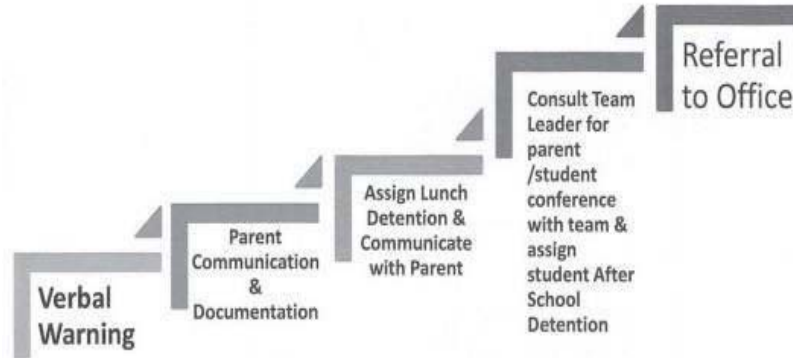 Verbal
Warning
Parent
Communication
&
Documentation
Assign Lunch
Detention &
Communicate
with Parent
Consult Team
Leader for
parent
/student
conference
with team &
assign
student After
School
Detention
Referral
to Office